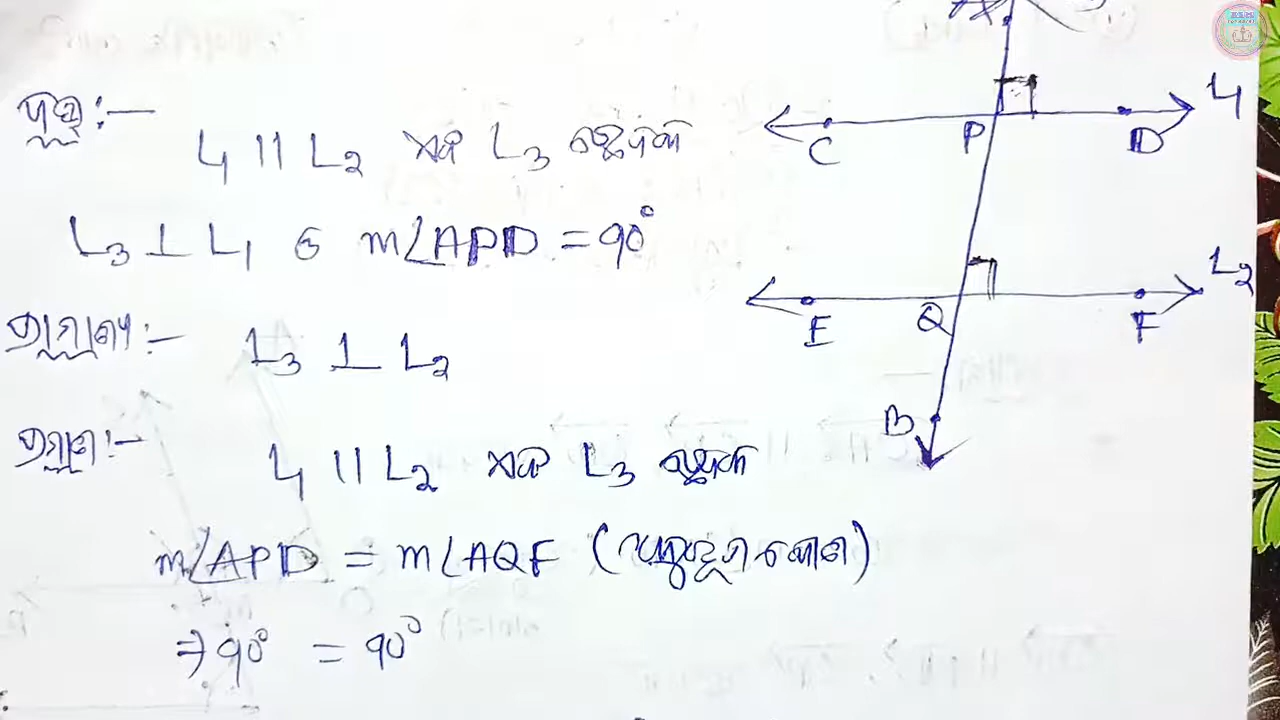 ଦତ୍ତ :-
L1 || L2 ଏବଂ L3 ଛେଦକ
L3 ⊥ L1 ଓ m∠APD = 90°
ପ୍ରାମାଣ୍ୟ :-
L3 ⊥ L2
ପ୍ରମାଣ :-
L1 || L2 ଏବଂ L3 ଛେଦକ
m∠APD = m∠AQF (ଅନୁରୂପ କୋଣ)
⇒ 90° = 90°
A
L1
C P D
L2
E Q F
B